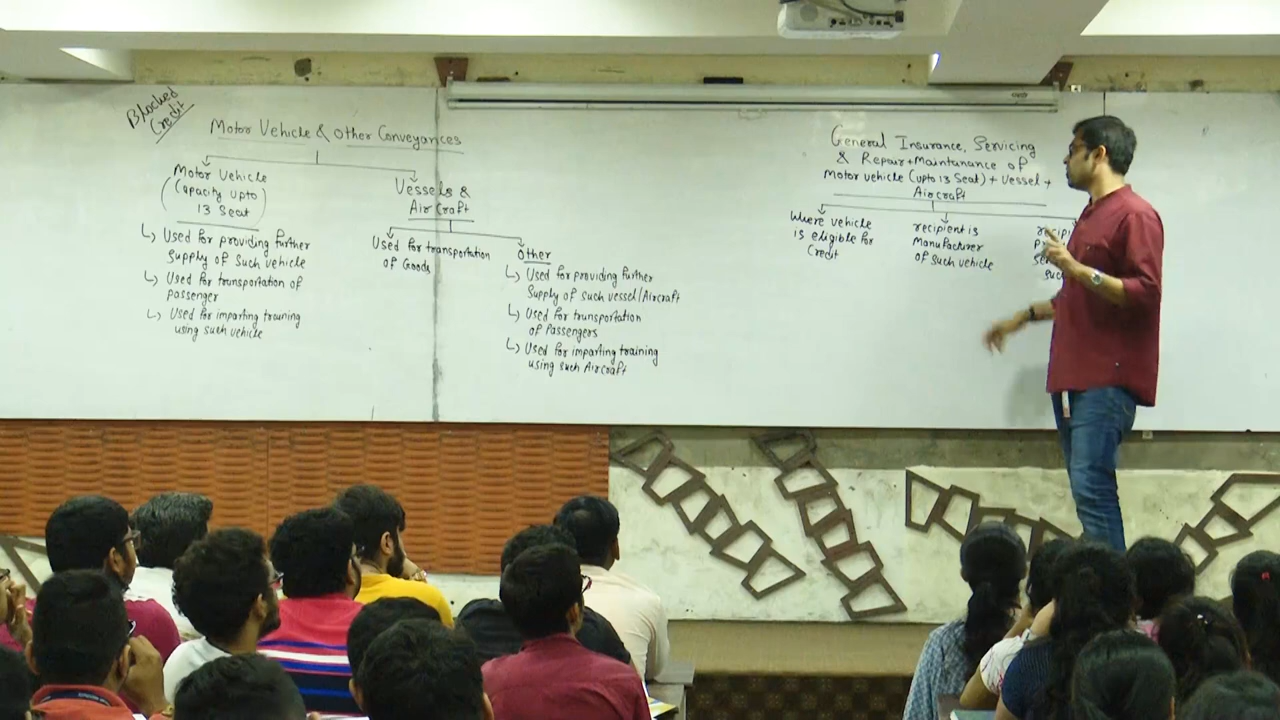 Blocked
Credit
Motor Vehicle & Other Conveyances
Motor Vehicle
(Capacity upto
13 Seat)
Used for providing further
Supply of such vehicle
Used for transportation of
passenger
Used for imparting training
using such vehicle
Vessels &
Air Craft
Used for transportation
of Goods
Other
Used for providing further
Supply of such vessel/Aircraft
Used for transportation
of Passengers
Used for imparting training
using such Aircraft
General Insurance, Servicing
& Repair + Maintanance of
Motor vehicle (upto 13 Seat) + Vessel +
Aircraft
Where vehicle
is eligible for
Credit
recipient is
Manufacturer
of such vehicle